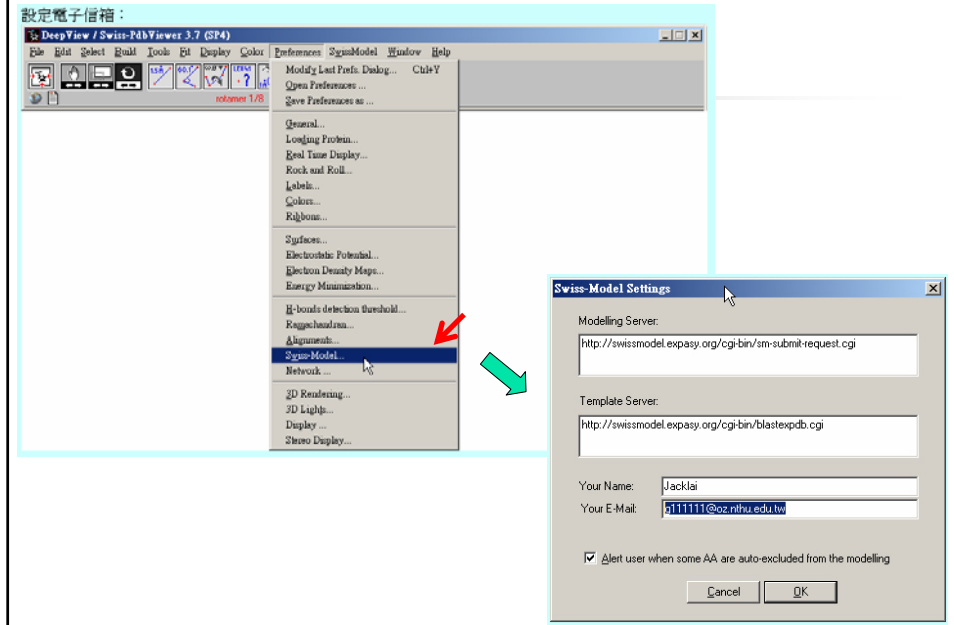 設定電子信箱：
DeepView / Swiss-PdbViewer 3.7 (SP4)
File Edit Select Build Tools Fit Display Color Preferences SwissModel Window Help
rotamer 1/8
Modify Last Prefs. Dialog... Ctrl+Y
Open Preferences ...
Save Preferences as ...
General...
Loading Protein...
Real Time Display...
Rock and Roll...
Labels...
Colors...
Ribbons...
Surfaces...
Electrostatic Potential...
Electron Density Maps...
Energy Minimization...
H-bonds detection threshold...
Ramachandran...
Alignments...
Swiss-Model...
Network ...
3D Rendering...
3D Lights...
Display ...
Stereo Display...
Swiss-Model Settings
Modelling Server:
http://swissmodel.expasy.org/cgi-bin/sm-submit-request.cgi
Template Server:
http://swissmodel.expasy.org/cgi-bin/blastexpdb.cgi
Your Name: Jacklai
Your E-Mail: g111111@oz.nthu.edu.tw
Alert user when some AA are auto-excluded from the modelling
Cancel OK